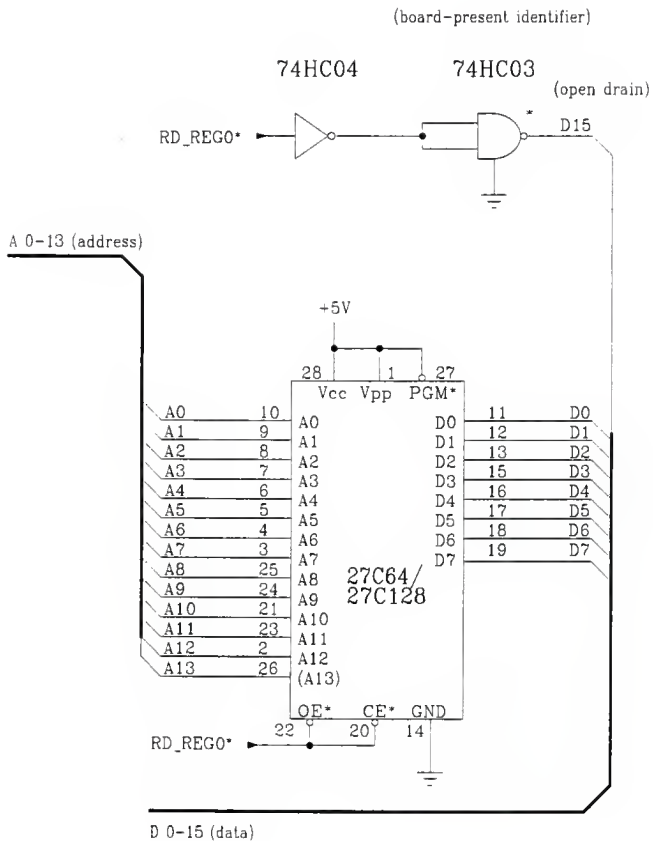 (board-present identifier)
74HC04 74HC03
(open drain)
*
RD_REG0* D15
A 0-13 (address)
+5V
28 1 27
Vcc Vpp PGM*
A0 10 A0 D0 11 D0
A1 9 A1 D1 12 D1
A2 8 A2 D2 13 D2
A3 7 A3 D3 15 D3
A4 6 A4 D4 16 D4
A5 5 A5 D5 17 D5
A6 4 A6 D6 18 D6
A7 3 A7 D7 19 D7
A8 25 A8
27C64/
A9 24 A9
27C128
A10 21 A10
A11 23 A11
A12 2 A12
A13 26 (A13)
OE* CE* GND
22 20 14
RD_REG0*
D 0-15 (data)